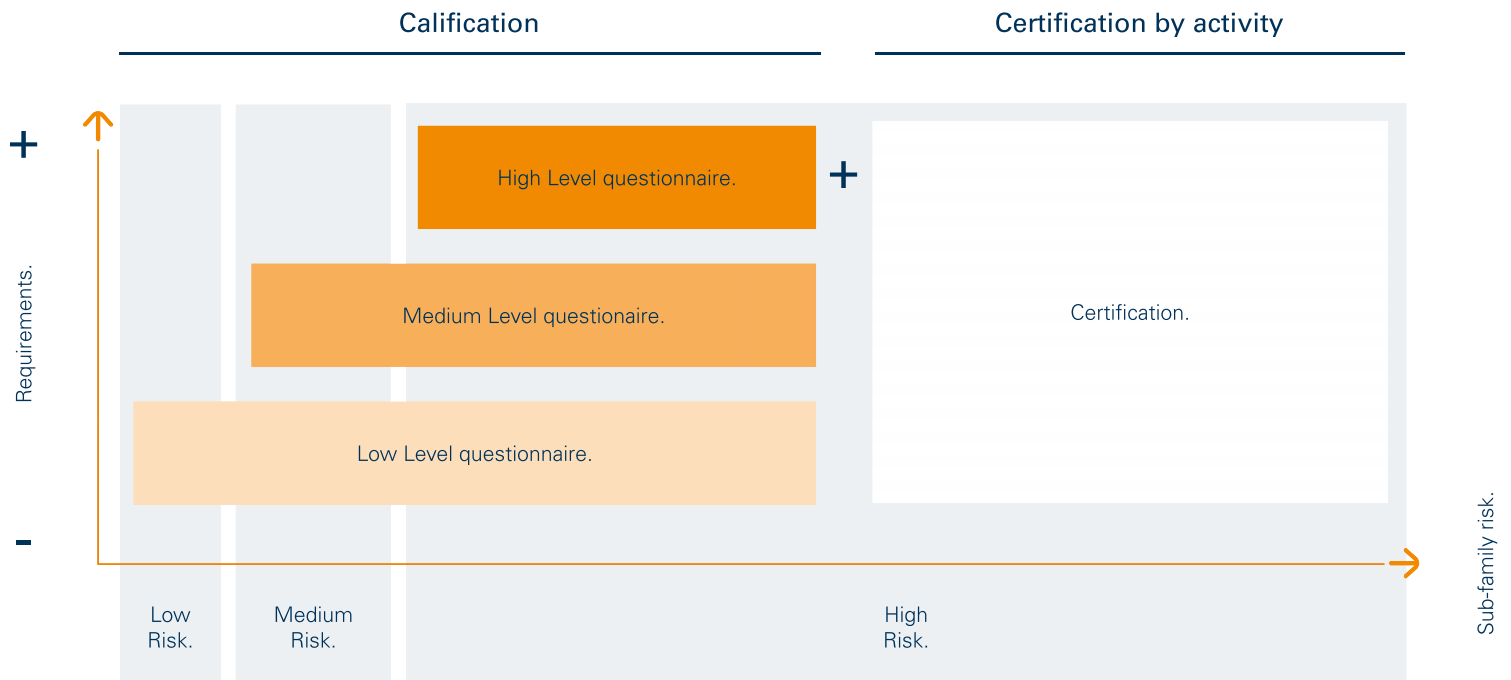 Calification
Certification by activity
+
High Level questionnaire.
+
Medium Level questionaire.
Certification.
Requirements.
Low Level questionnaire.
-
Sub-family risk.
Low
Risk.
Medium
Risk.
High
Risk.